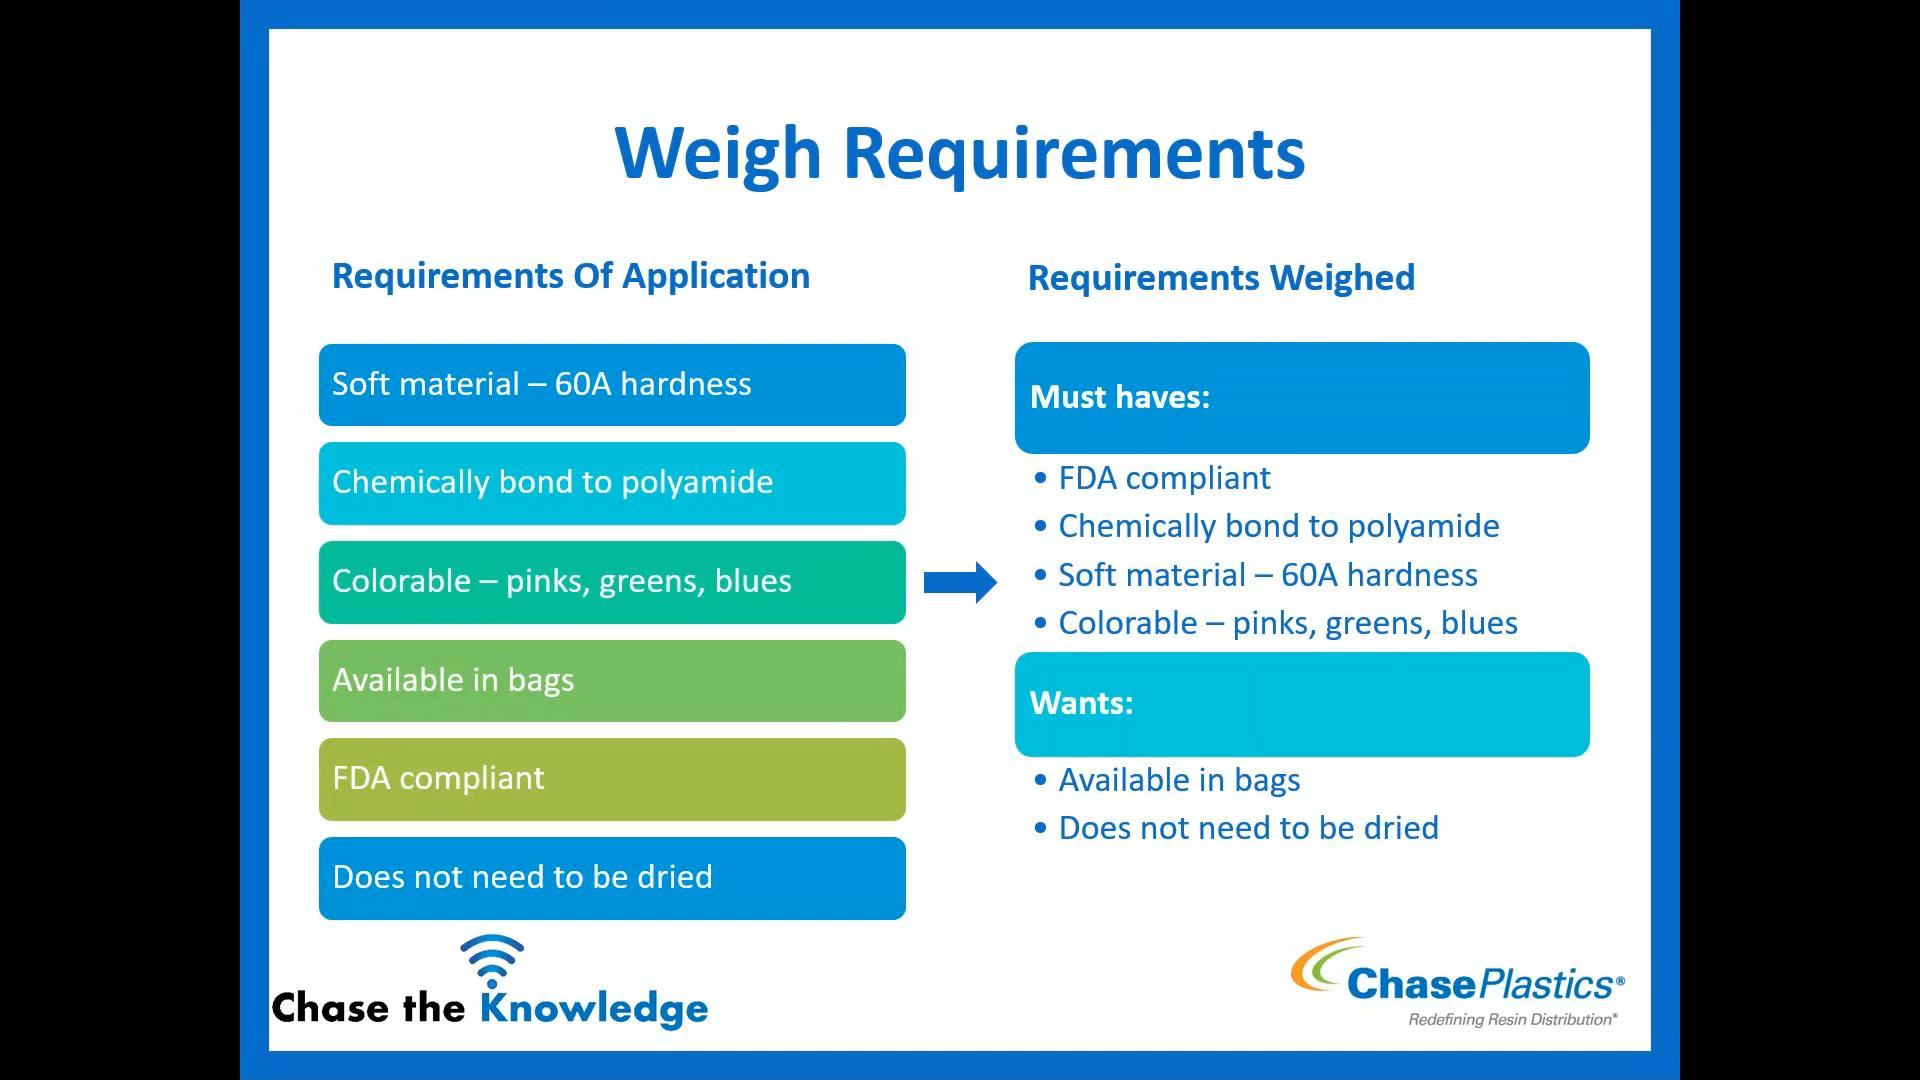 Weigh Requirements
Requirements Of Application
Soft material – 60A hardness
Chemically bond to polyamide
Colorable – pinks, greens, blues
Available in bags
FDA compliant
Does not need to be dried
Requirements Weighed
Must haves:
• FDA compliant
• Chemically bond to polyamide
• Soft material – 60A hardness
• Colorable – pinks, greens, blues
Wants:
• Available in bags
• Does not need to be dried
Chase the Knowledge
ChasePlastics®
Redefining Resin Distribution®